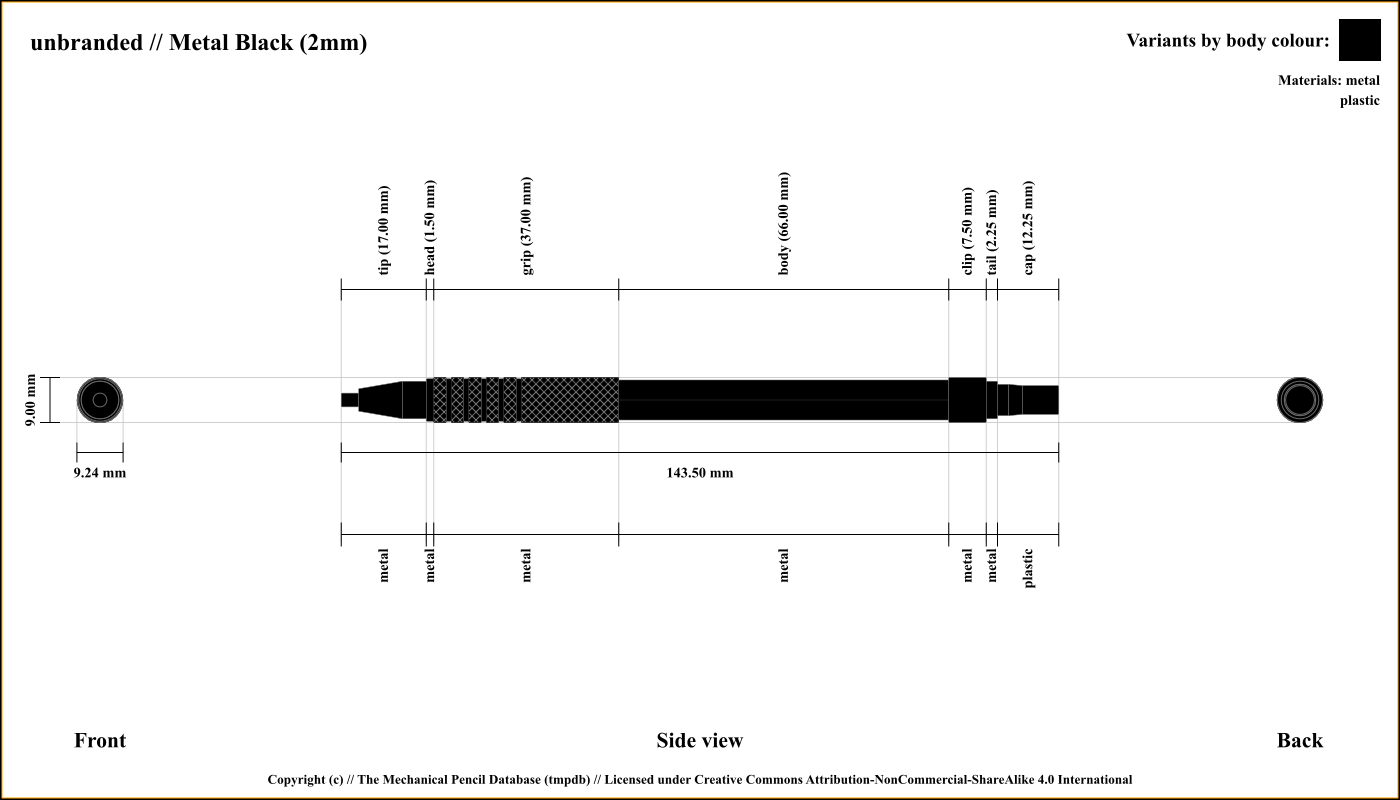 unbranded // Metal Black (2mm)
Variants by body colour:
Materials: metal
plastic
tip (17.00 mm)
head (1.50 mm)
grip (37.00 mm)
body (66.00 mm)
clip (7.50 mm)
tail (2.25 mm)
cap (12.25 mm)
9.00 mm
9.24 mm
143.50 mm
metal
metal
metal
metal
metal
metal
plastic
Front
Side view
Back
Copyright (c) // The Mechanical Pencil Database (tmpdb) // Licensed under Creative Commons Attribution-NonCommercial-ShareAlike 4.0 International